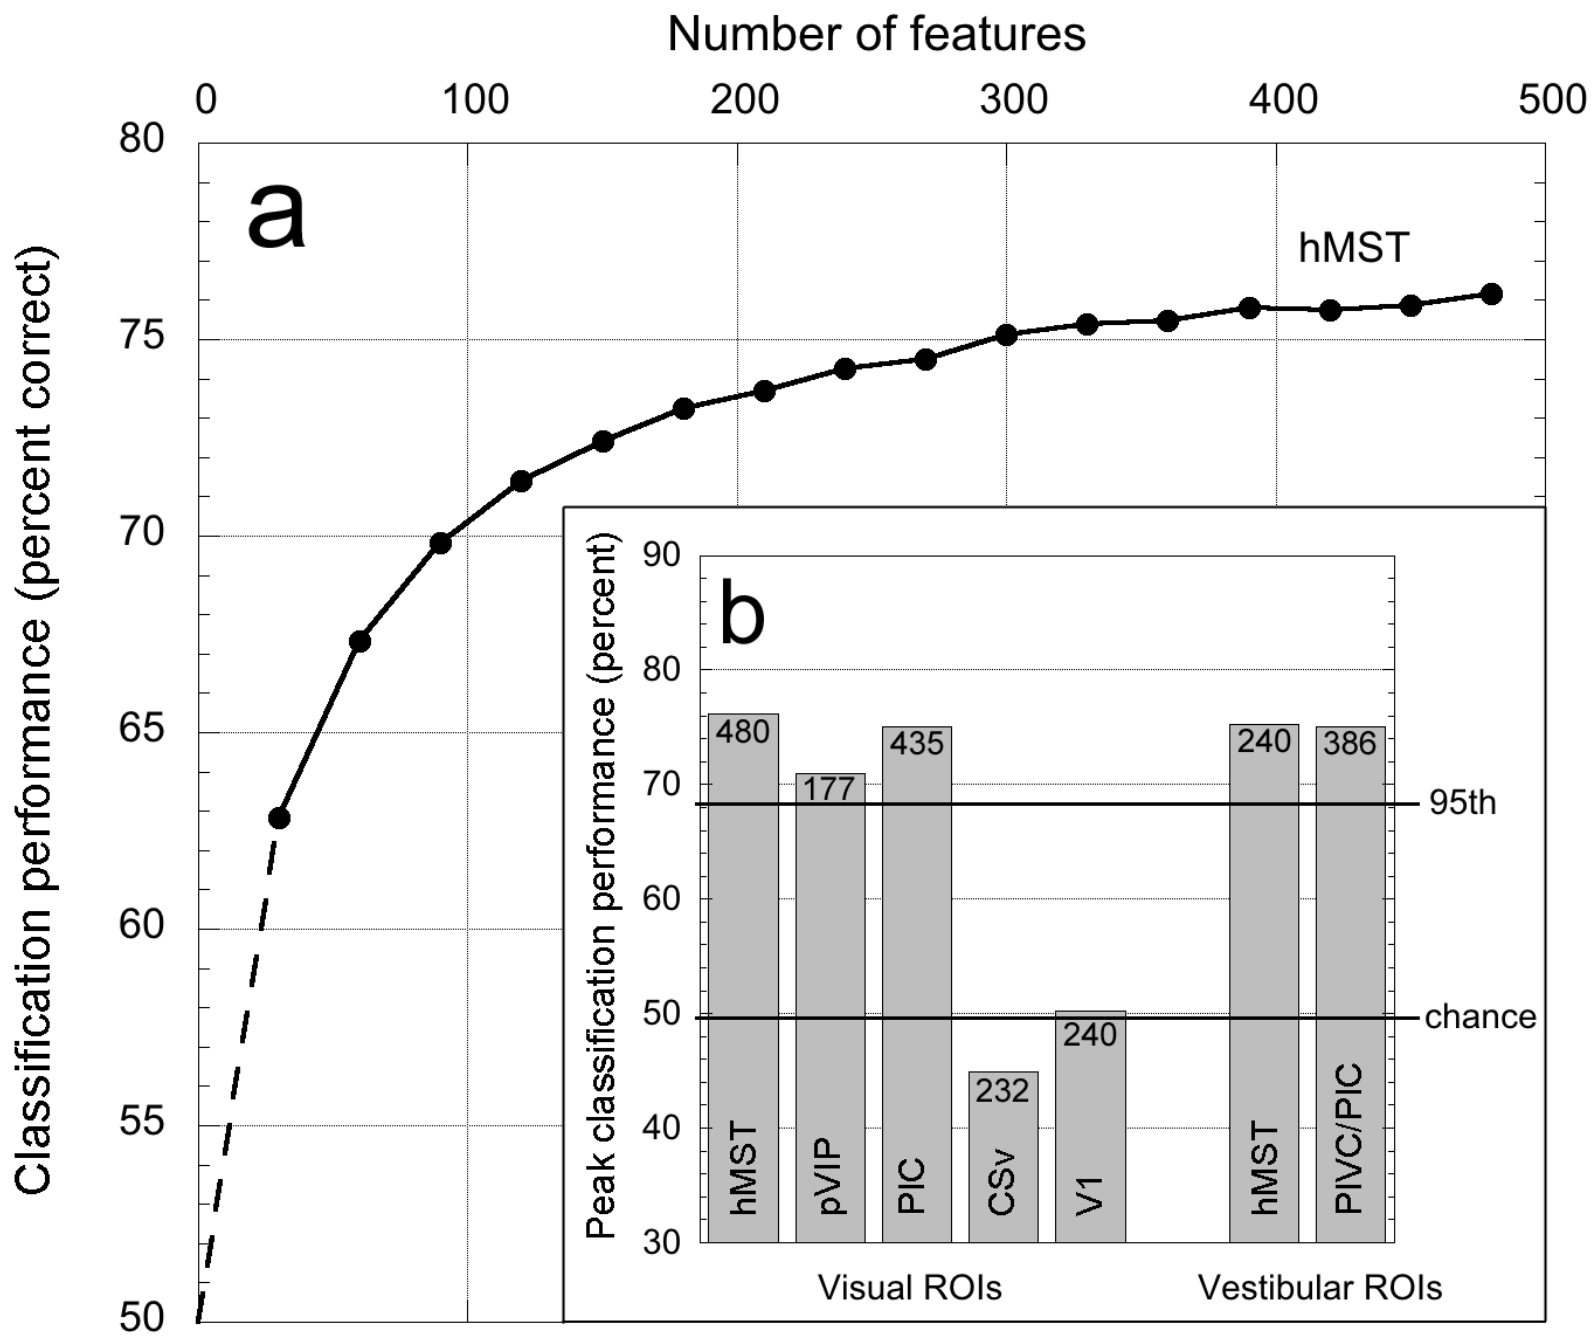 Number of features
0 100 200 300 400 500
80
75
70
65
60
55
50
Classification performance (percent correct)
a
hMST
b
Peak classification performance (percent)
90
80
70
60
50
40
30
480 177 435 232 240 240 386
hMST pVIP PIC CSv V1 hMST PIVC/PIC
95th
chance
Visual ROIs Vestibular ROIs